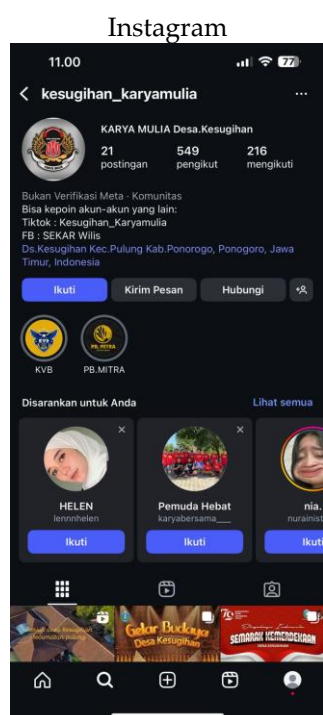 Instagram
11.00
77
kesugihan_karyamulia
KARYA MULIA Desa.Kesugihan
21 549 216
postingan pengikut mengikuti
Bukan Verifikasi Meta · Komunitas
Bisa kepoin akun-akun yang lain:
Tiktok : Kesugihan_Karyamulia
FB : SEKAR Wilis
Ds.Kesugihan Kec.Pulung Kab.Ponorogo, Ponogoro, Jawa
Timur, Indonesia
Ikuti Kirim Pesan Hubungi
KVB PB.MITRA
Disarankan untuk Anda Lihat semua
HELEN Pemuda Hebat nia.
lennnhelen karyabersama___ nurainist
Ikuti Ikuti Ikuti
Gelar Budaya
Desa Kesugihan
SEMARAK KEMERDEKAAN